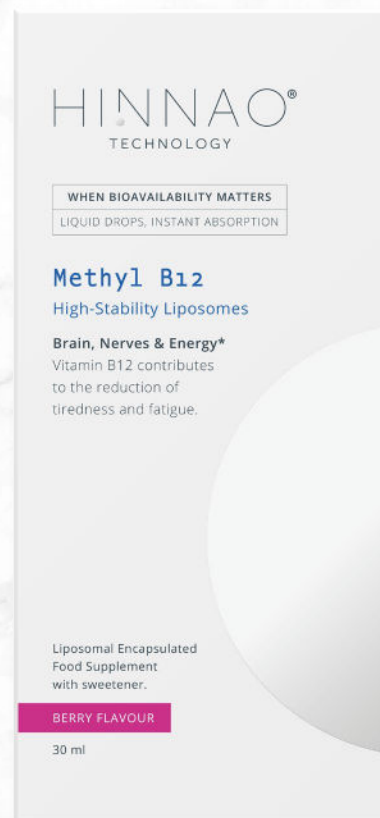 HINNAO®
TECHNOLOGY
WHEN BIOAVAILABILITY MATTERS
LIQUID DROPS, INSTANT ABSORPTION
Methyl B12
High-Stability Liposomes
Brain, Nerves & Energy*
Vitamin B12 contributes
to the reduction of
tiredness and fatigue.
Liposomal Encapsulated
Food Supplement
with sweetener.
BERRY FLAVOUR
30 ml